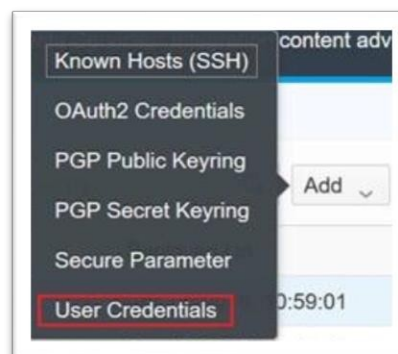 content adv
Known Hosts (SSH)
OAuth2 Credentials
PGP Public Keyring
Add
PGP Secret Keyring
Secure Parameter
User Credentials
0:59:01